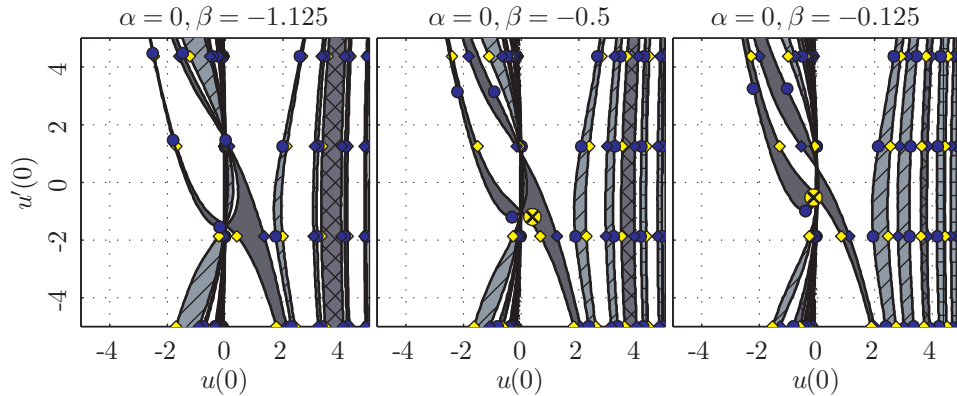 α = 0, β = −1.125 α = 0, β = −0.5 α = 0, β = −0.125
4
2
0
-2
-4
u′(0)
-4 -2 0 2 4 -4 -2 0 2 4 -4 -2 0 2 4
u(0) u(0) u(0)